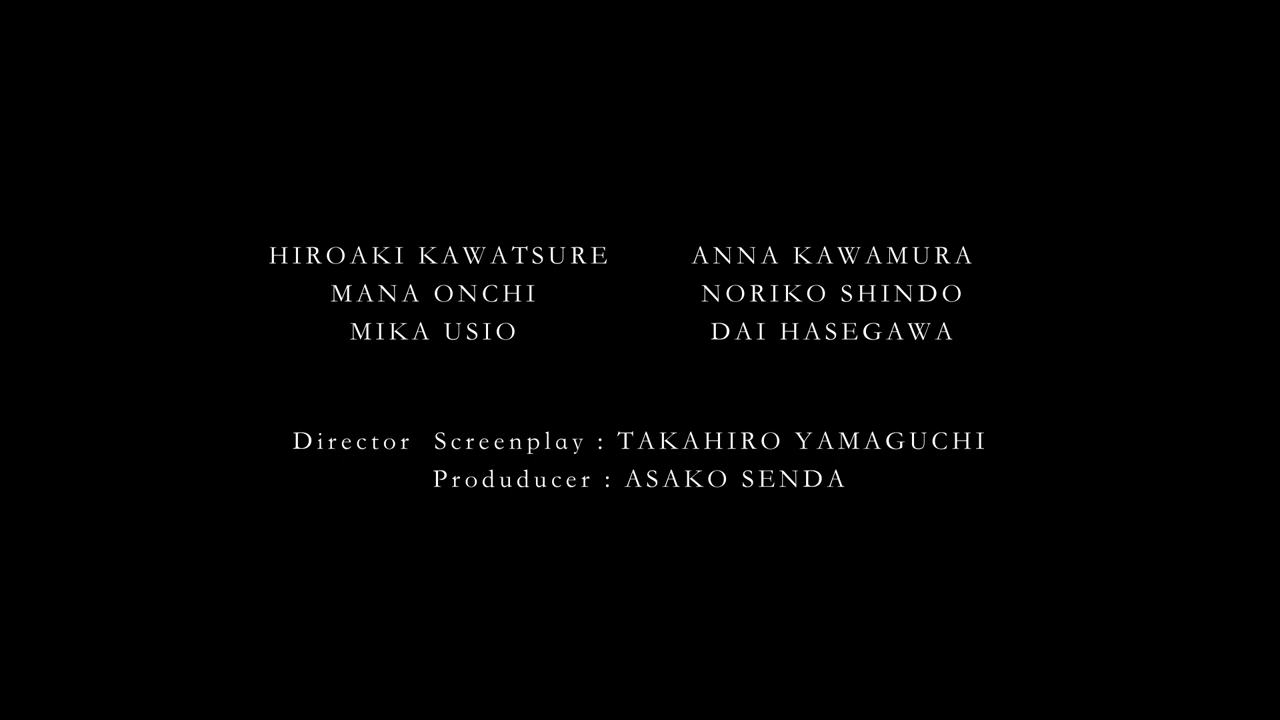 HIROAKI KAWATSURE ANNA KAWAMURA
MANA ONCHI NORIKO SHINDO
MIKA USIO DAI HASEGAWA
Director Screenplay : TAKAHIRO YAMAGUCHI
Produducer : ASAKO SENDA